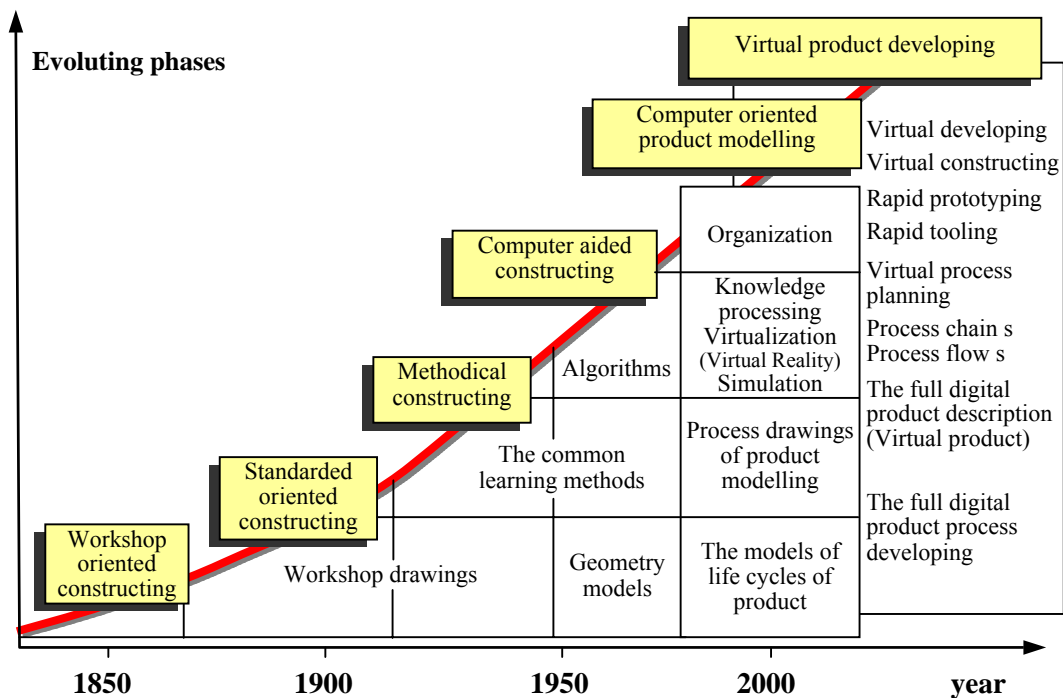 Evoluting phases
Virtual product developing
Computer oriented
product modelling
Computer aided
constructing
Methodical
constructing
Standarded
oriented
constructing
Workshop
oriented
constructing
Workshop drawings
The common
learning methods
Algorithms
Geometry
models
Organization
Knowledge
processing
Virtualization
(Virtual Reality)
Simulation
Process drawings
of product
modelling
The models of
life cycles of
product
Virtual developing
Virtual constructing
Rapid prototyping
Rapid tooling
Virtual process
planning
Process chain s
Process flow s
The full digital
product description
(Virtual product)
The full digital
product process
developing
1850
1900
1950
2000
year